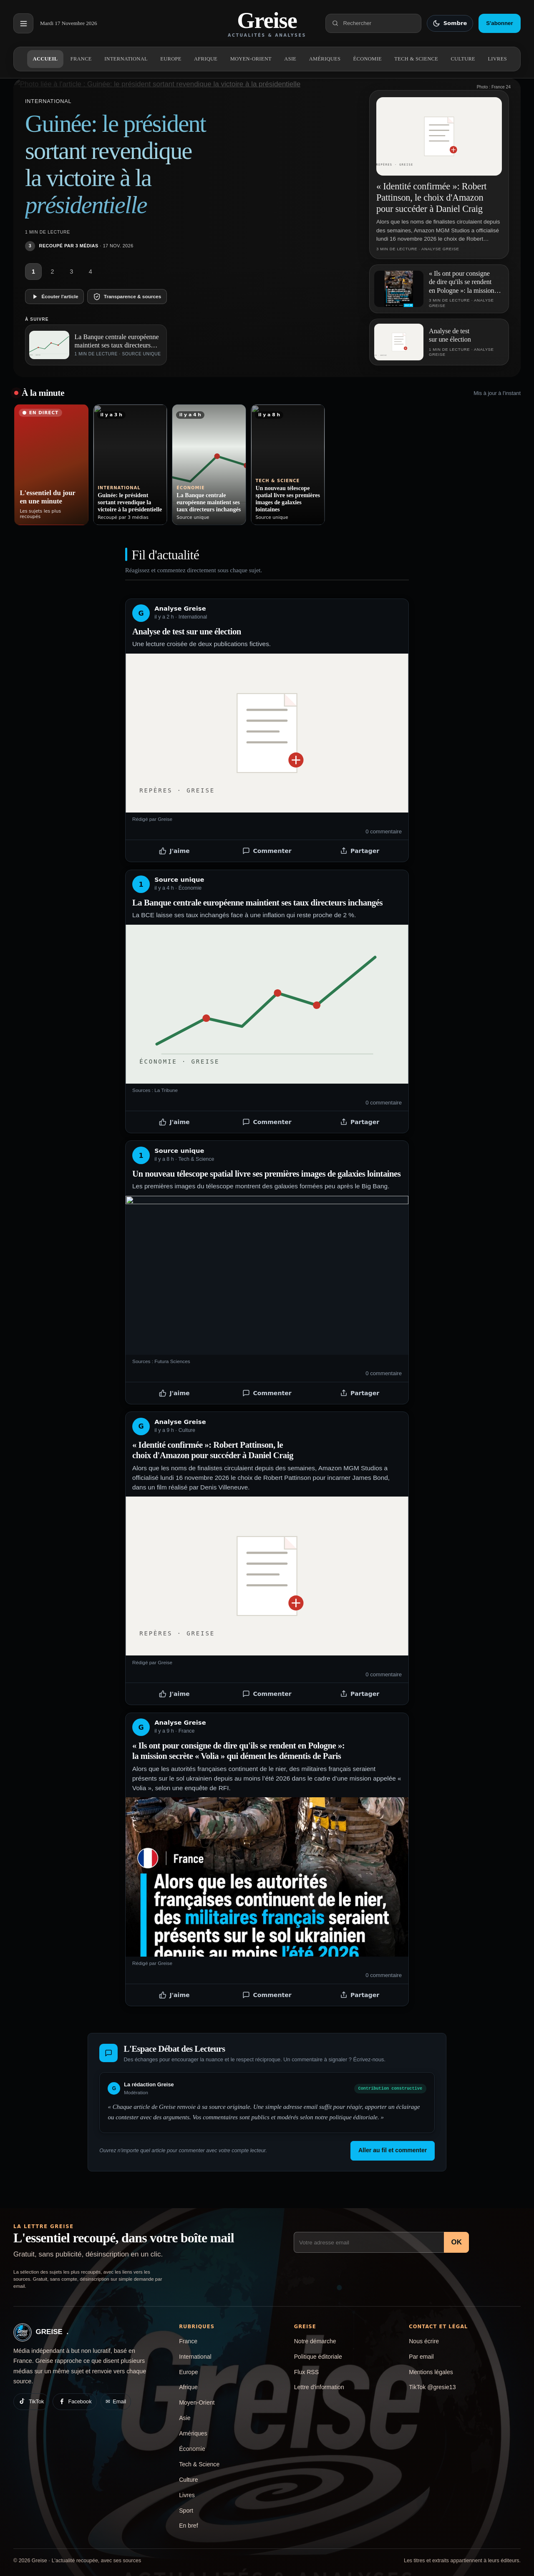 Mardi 17 Novembre 2026
Greise
ACTUALITÉS & ANALYSES
Rechercher
Sombre
S'abonner
ACCUEIL
FRANCE
INTERNATIONAL
EUROPE
AFRIQUE
MOYEN-ORIENT
ASIE
AMÉRIQUES
ÉCONOMIE
TECH & SCIENCE
CULTURE
LIVRES
Photo liée à l'article : Guinée: le président sortant revendique la victoire à la présidentielle
Photo : France 24
INTERNATIONAL
Guinée: le président
sortant revendique
la victoire à la
présidentielle
1 MIN DE LECTURE
3 RECOUPÉ PAR 3 MÉDIAS · 17 NOV. 2026
1 2 3 4
Écouter l'article
Transparence & sources
À SUIVRE
La Banque centrale européenne
maintient ses taux directeurs…
1 MIN DE LECTURE · SOURCE UNIQUE
REPÈRES · GREISE
« Identité confirmée »: Robert
Pattinson, le choix d'Amazon
pour succéder à Daniel Craig
Alors que les noms de finalistes circulaient depuis
des semaines, Amazon MGM Studios a officialisé
lundi 16 novembre 2026 le choix de Robert…
3 MIN DE LECTURE · ANALYSE GREISE
« Ils ont pour consigne
de dire qu'ils se rendent
en Pologne »: la mission…
3 MIN DE LECTURE · ANALYSE
GREISE
Analyse de test
sur une élection
1 MIN DE LECTURE · ANALYSE
GREISE
À la minute
Mis à jour à l'instant
EN DIRECT
L'essentiel du jour
en une minute
Les sujets les plus
recoupés
il y a 3 h
INTERNATIONAL
Guinée: le président
sortant revendique la
victoire à la présidentielle
Recoupé par 3 médias
il y a 4 h
ÉCONOMIE
La Banque centrale
européenne maintient ses
taux directeurs inchangés
Source unique
il y a 8 h
TECH & SCIENCE
Un nouveau télescope
spatial livre ses premières
images de galaxies
lointaines
Source unique
Fil d'actualité
Réagissez et commentez directement sous chaque sujet.
G
Analyse Greise
il y a 2 h · International
Analyse de test sur une élection
Une lecture croisée de deux publications fictives.
REPÈRES · GREISE
Rédigé par Greise
0 commentaire
J'aime
Commenter
Partager
1
Source unique
il y a 4 h · Économie
La Banque centrale européenne maintient ses taux directeurs inchangés
La BCE laisse ses taux inchangés face à une inflation qui reste proche de 2 %.
ÉCONOMIE · GREISE
Sources : La Tribune
0 commentaire
J'aime
Commenter
Partager
1
Source unique
il y a 8 h · Tech & Science
Un nouveau télescope spatial livre ses premières images de galaxies lointaines
Les premières images du télescope montrent des galaxies formées peu après le Big Bang.
Sources : Futura Sciences
0 commentaire
J'aime
Commenter
Partager
G
Analyse Greise
il y a 9 h · Culture
« Identité confirmée »: Robert Pattinson, le
choix d'Amazon pour succéder à Daniel Craig
Alors que les noms de finalistes circulaient depuis des semaines, Amazon MGM Studios a
officialisé lundi 16 novembre 2026 le choix de Robert Pattinson pour incarner James Bond,
dans un film réalisé par Denis Villeneuve.
REPÈRES · GREISE
Rédigé par Greise
0 commentaire
J'aime
Commenter
Partager
G
Analyse Greise
il y a 9 h · France
« Ils ont pour consigne de dire qu'ils se rendent en Pologne »:
la mission secrète « Volia » qui dément les démentis de Paris
Alors que les autorités françaises continuent de le nier, des militaires français seraient
présents sur le sol ukrainien depuis au moins l'été 2026 dans le cadre d'une mission appelée «
Volia », selon une enquête de RFI.
France
Alors que les autorités
françaises continuent de le nier,
des militaires français seraient
présents sur le sol ukrainien
depuis au moins l'été 2026
Rédigé par Greise
0 commentaire
J'aime
Commenter
Partager
L'Espace Débat des Lecteurs
Des échanges pour encourager la nuance et le respect réciproque. Un commentaire à signaler ? Écrivez-nous.
G
La rédaction Greise
Modération
Contribution constructive
« Chaque article de Greise renvoie à sa source originale. Une simple adresse email suffit pour réagir, apporter un éclairage
ou contester avec des arguments. Vos commentaires sont publics et modérés selon notre politique éditoriale. »
Ouvrez n'importe quel article pour commenter avec votre compte lecteur.
Aller au fil et commenter
LA LETTRE GREISE
L'essentiel recoupé, dans votre boîte mail
Gratuit, sans publicité, désinscription en un clic.
La sélection des sujets les plus recoupés, avec les liens vers les
sources. Gratuit, sans compte, désinscription sur simple demande par
email.
Votre adresse email
OK
GREISE .
Média indépendant à but non lucratif, basé en
France. Greise rapproche ce que disent plusieurs
médias sur un même sujet et renvoie vers chaque
source.
TikTok
Facebook
Email
RUBRIQUES
France
International
Europe
Afrique
Moyen-Orient
Asie
Amériques
Économie
Tech & Science
Culture
Livres
Sport
En bref
GREISE
Notre démarche
Politique éditoriale
Flux RSS
Lettre d'information
CONTACT ET LÉGAL
Nous écrire
Par email
Mentions légales
TikTok @gresie13
Greise
© 2026 Greise · L'actualité recoupée, avec ses sources
Les titres et extraits appartiennent à leurs éditeurs.